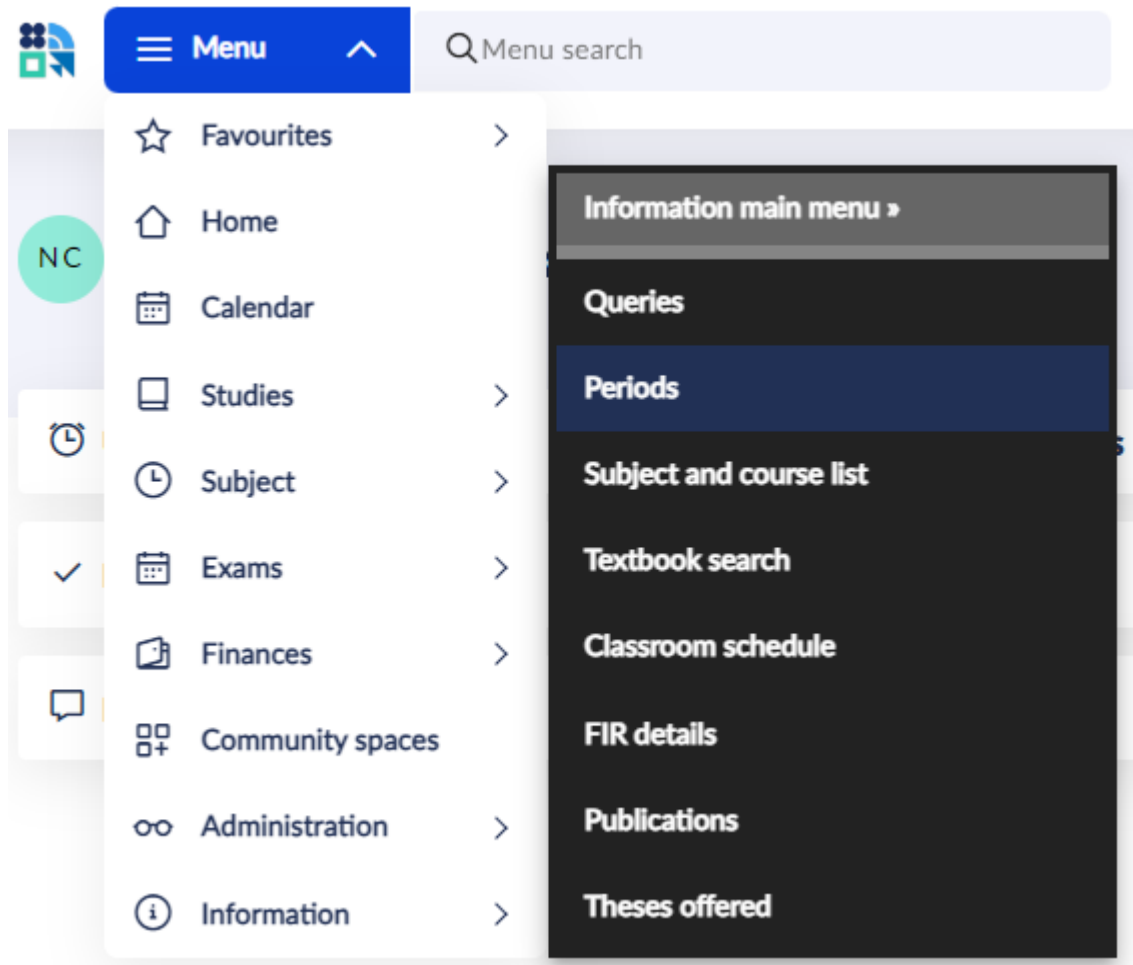 Menu
Menu search
Favourites
Home
NC
Calendar
Studies
Subject
Exams
Finances
Community spaces
Administration
Information
Information main menu »
Queries
Periods
Subject and course list
Textbook search
Classroom schedule
FIR details
Publications
Theses offered